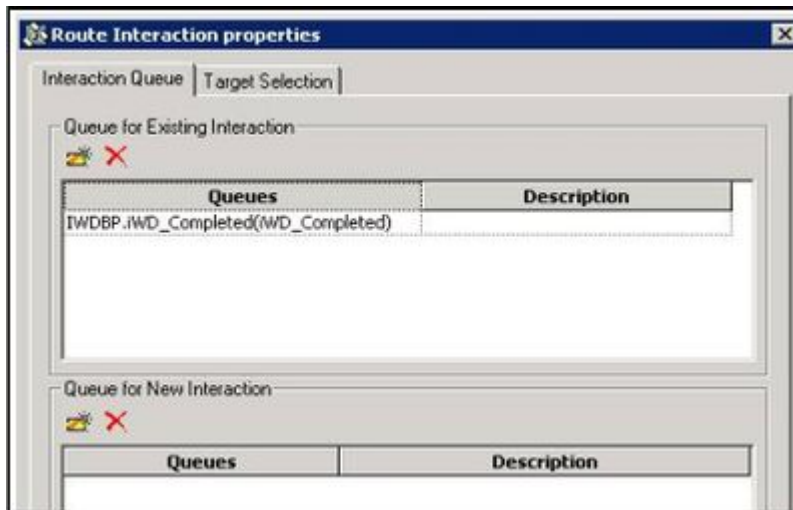 Route Interaction properties
Interaction Queue Target Selection
Queue for Existing Interaction
Queues Description
IWDBP.iWD_Completed(iWD_Completed)
Queue for New Interaction
Queues Description